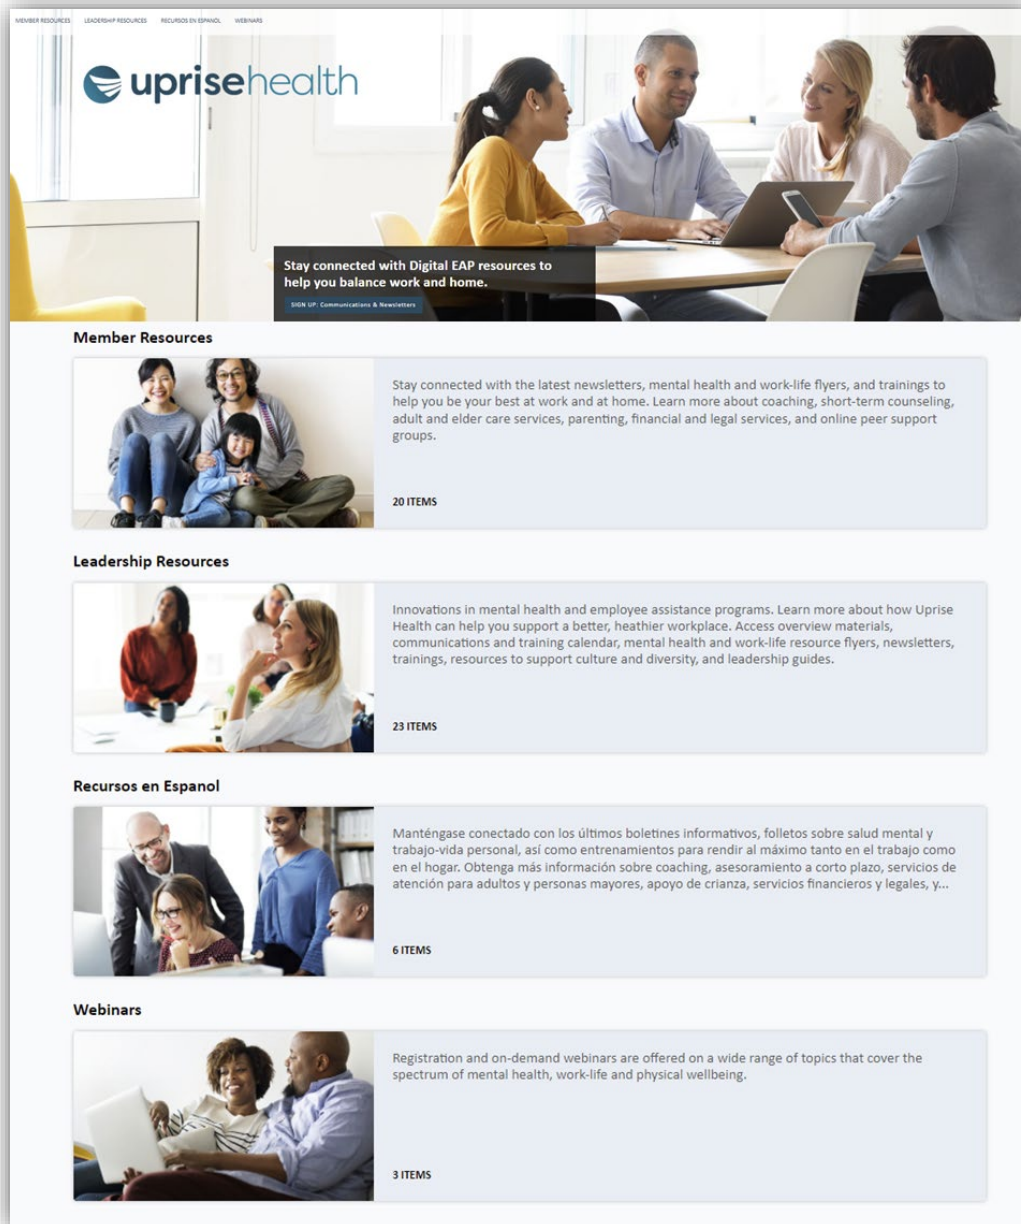 MEMBER RESOURCES LEADERSHIP RESOURCES RECURSOS EN ESPANOL WEBINARS
uprisehealth
Stay connected with Digital EAP resources to
help you balance work and home.
SIGN UP: Communications & Newsletters
Member Resources
Stay connected with the latest newsletters, mental health and work-life flyers, and trainings to
help you be your best at work and at home. Learn more about coaching, short-term counseling,
adult and elder care services, parenting, financial and legal services, and online peer support
groups.
20 ITEMS
Leadership Resources
Innovations in mental health and employee assistance programs. Learn more about how Uprise
Health can help you support a better, heathier workplace. Access overview materials,
communications and training calendar, mental health and work-life resource flyers, newsletters,
trainings, resources to support culture and diversity, and leadership guides.
23 ITEMS
Recursos en Espanol
Manténgase conectado con los últimos boletines informativos, folletos sobre salud mental y
trabajo-vida personal, así como entrenamientos para rendir al máximo tanto en el trabajo como
en el hogar. Obtenga más información sobre coaching, asesoramiento a corto plazo, servicios de
atención para adultos y personas mayores, apoyo de crianza, servicios financieros y legales, y...
6 ITEMS
Webinars
Registration and on-demand webinars are offered on a wide range of topics that cover the
spectrum of mental health, work-life and physical wellbeing.
3 ITEMS